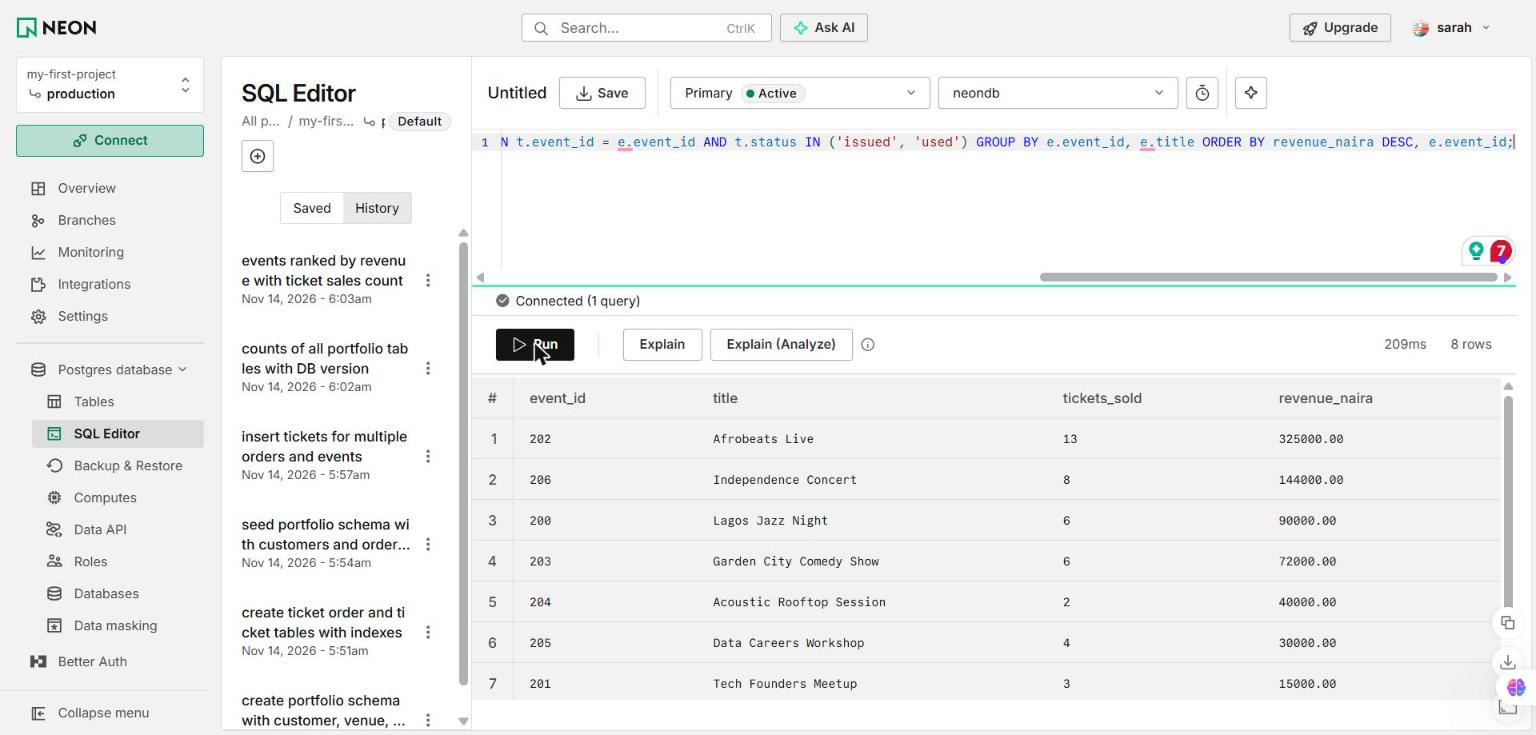 NEON
Search...
CtrlK
Ask AI
Upgrade
sarah
my-first-project
production
Connect
Overview
Branches
Monitoring
Integrations
Settings
Postgres database
Tables
SQL Editor
Backup & Restore
Computes
Data API
Roles
Databases
Data masking
Better Auth
Collapse menu
SQL Editor
All p... / my-firs... Default
Saved
History
events ranked by revenu
e with ticket sales count
Nov 14, 2026 - 6:03am
counts of all portfolio tab
les with DB version
Nov 14, 2026 - 6:02am
insert tickets for multiple
orders and events
Nov 14, 2026 - 5:57am
seed portfolio schema wi
th customers and order...
Nov 14, 2026 - 5:54am
create ticket order and ti
cket tables with indexes
Nov 14, 2026 - 5:51am
create portfolio schema
with customer, venue, ...
Untitled
Save
Primary Active
neondb
1 N t.event_id = e.event_id AND t.status IN ('issued', 'used') GROUP BY e.event_id, e.title ORDER BY revenue_naira DESC, e.event_id;
7
Connected (1 query)
Run
Explain
Explain (Analyze)
209ms
8 rows
# event_id title tickets_sold revenue_naira
1 202 Afrobeats Live 13 325000.00
2 206 Independence Concert 8 144000.00
3 200 Lagos Jazz Night 6 90000.00
4 203 Garden City Comedy Show 6 72000.00
5 204 Acoustic Rooftop Session 2 40000.00
6 205 Data Careers Workshop 4 30000.00
7 201 Tech Founders Meetup 3 15000.00